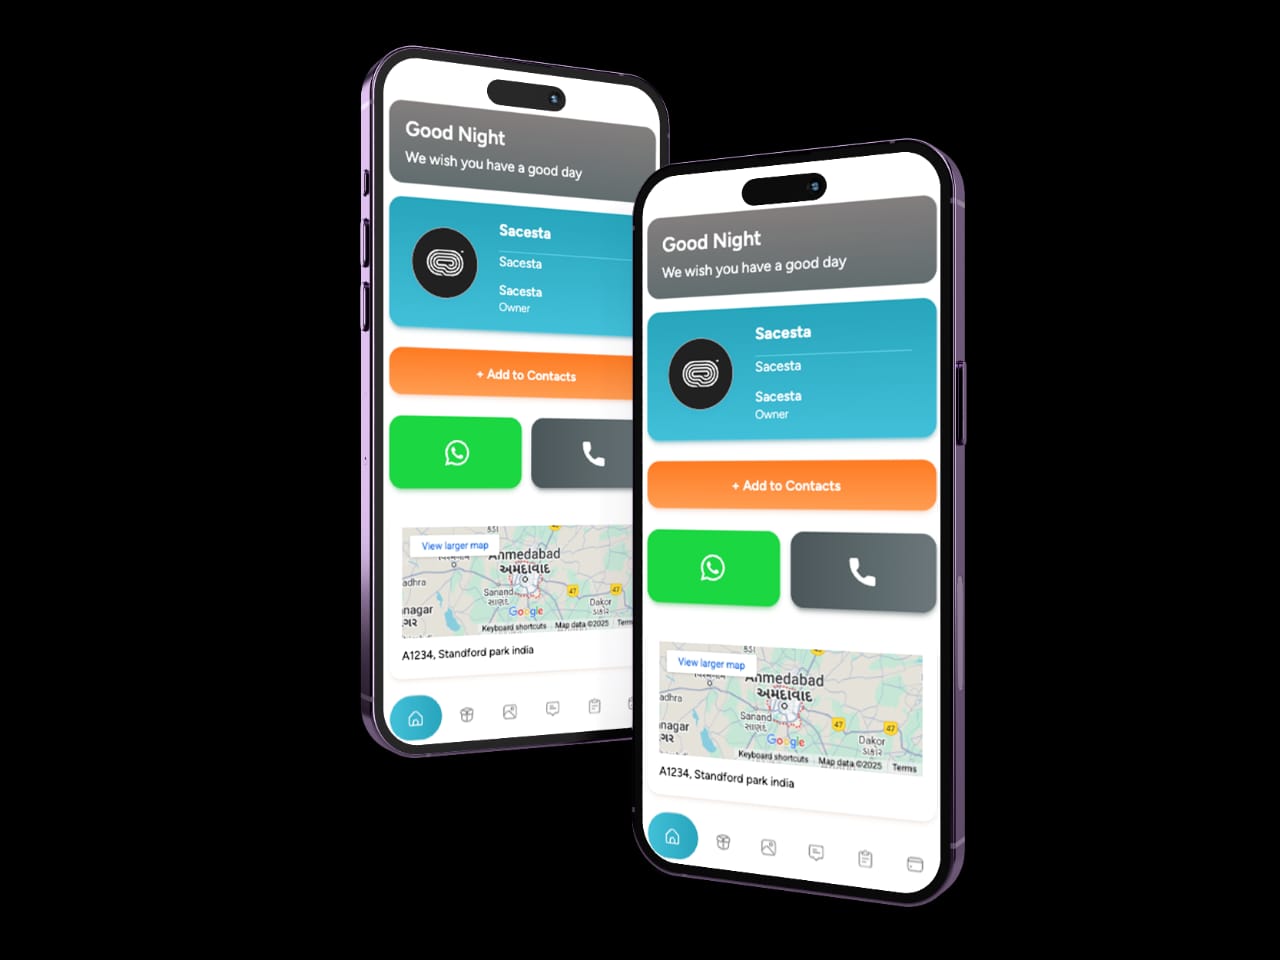 Good Night
We wish you have a good day
Sacesta
Sacesta
Sacesta
Owner
+ Add to Contacts
View larger map
Ahmedabad
અમદાવાદ
adhra
Sanand
સાણંદ
47
47
Dakor
ડાકોર
nagar
ગર
Google
Keyboard shortcuts
Map data ©2025
A1234, Standford park india
Good Night
We wish you have a good day
Sacesta
Sacesta
Sacesta
Owner
+ Add to Contacts
View larger map
Ahmedabad
અમદાવાદ
adhra
Sanand
સાણંદ
47
47
Dakor
ડાકોર
nagar
ગર
Google
Keyboard shortcuts
Map data ©2025
Terms
A1234, Standford park india